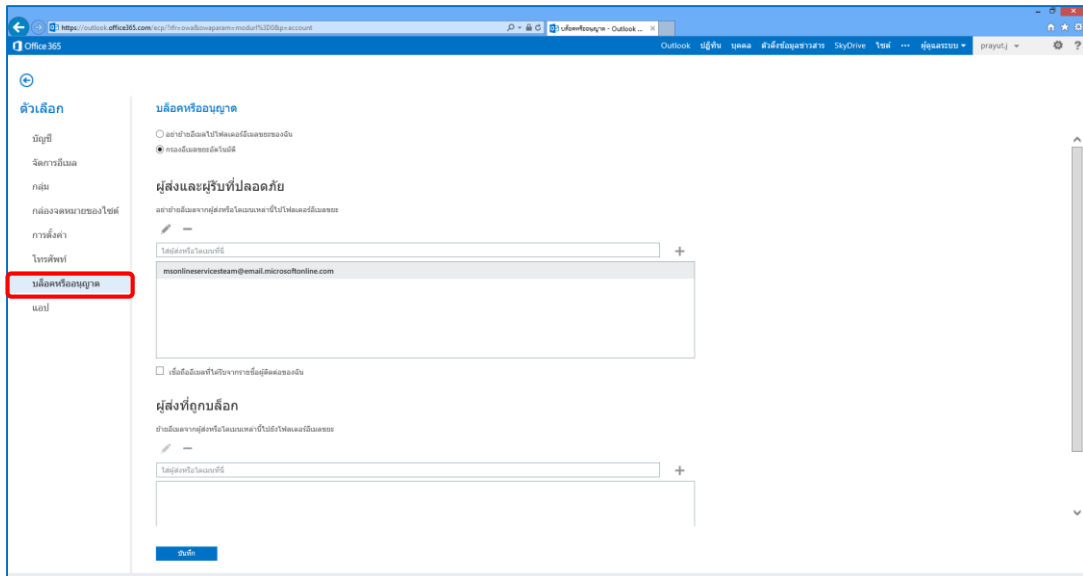 https://outlook.office365.com/ecp/?rfr=owa&owaparam=modurl%3D0&p=account
บล็อคหรืออนุญาต - Outlook ...
Office 365
Outlook ปฏิทิน บุคคล ตัวดึงข้อมูลข่าวสาร SkyDrive ไซต์ ... ผู้ดูแลระบบ prayut.j ?
ตัวเลือก
บัญชี
จัดการอีเมล
กลุ่ม
กล่องจดหมายของไซต์
การตั้งค่า
โทรศัพท์
บล็อคหรืออนุญาต
แอป
บล็อคหรืออนุญาต
อย่าย้ายอีเมลไปโฟลเดอร์อีเมลขยะของฉัน
กรองอีเมลขยะอัตโนมัติ
ผู้ส่งและผู้รับที่ปลอดภัย
อย่าย้ายอีเมลจากผู้ส่งหรือโดเมนเหล่านี้ไปโฟลเดอร์อีเมลขยะ
ใส่ผู้ส่งหรือโดเมนที่นี่
msonlineservicesteam@email.microsoftonline.com
เชื่อถืออีเมลที่ได้รับจากรายชื่อผู้ติดต่อของฉัน
ผู้ส่งที่ถูกบล็อก
ย้ายอีเมลจากผู้ส่งหรือโดเมนเหล่านี้ไปยังโฟลเดอร์อีเมลขยะ
ใส่ผู้ส่งหรือโดเมนที่นี่
บันทึก